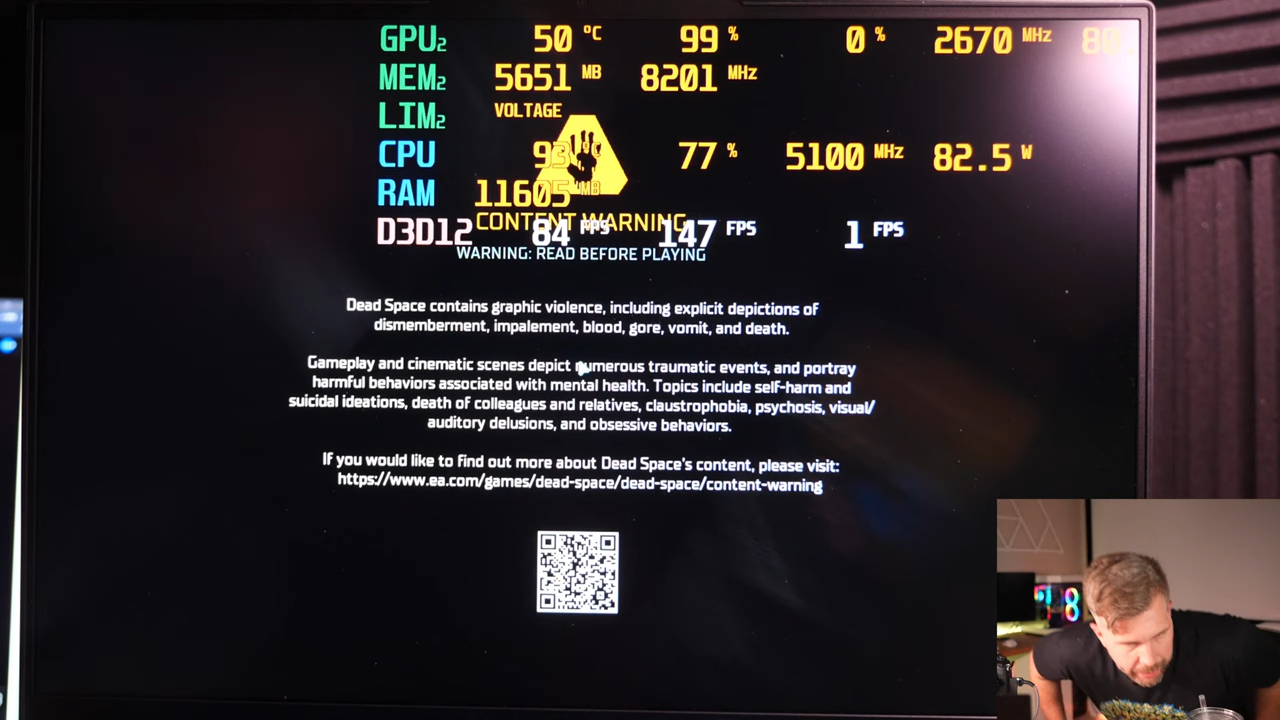 GPU2 50 °C 99 % 0 % 2670 MHz 80
MEM2 5651 MB 8201 MHz
LIM2 VOLTAGE
CPU 93 °C 77 % 5100 MHz 82.5 W
RAM 11605 MB
CONTENT WARNING
D3D12 84 FPS 147 FPS 1 FPS
WARNING: READ BEFORE PLAYING
Dead Space contains graphic violence, including explicit depictions of
dismemberment, impalement, blood, gore, vomit, and death.
Gameplay and cinematic scenes depict numerous traumatic events, and portray
harmful behaviors associated with mental health. Topics include self-harm and
suicidal ideations, death of colleagues and relatives, claustrophobia, psychosis, visual/
auditory delusions, and obsessive behaviors.
If you would like to find out more about Dead Space's content, please visit:
https://www.ea.com/games/dead-space/dead-space/content-warning